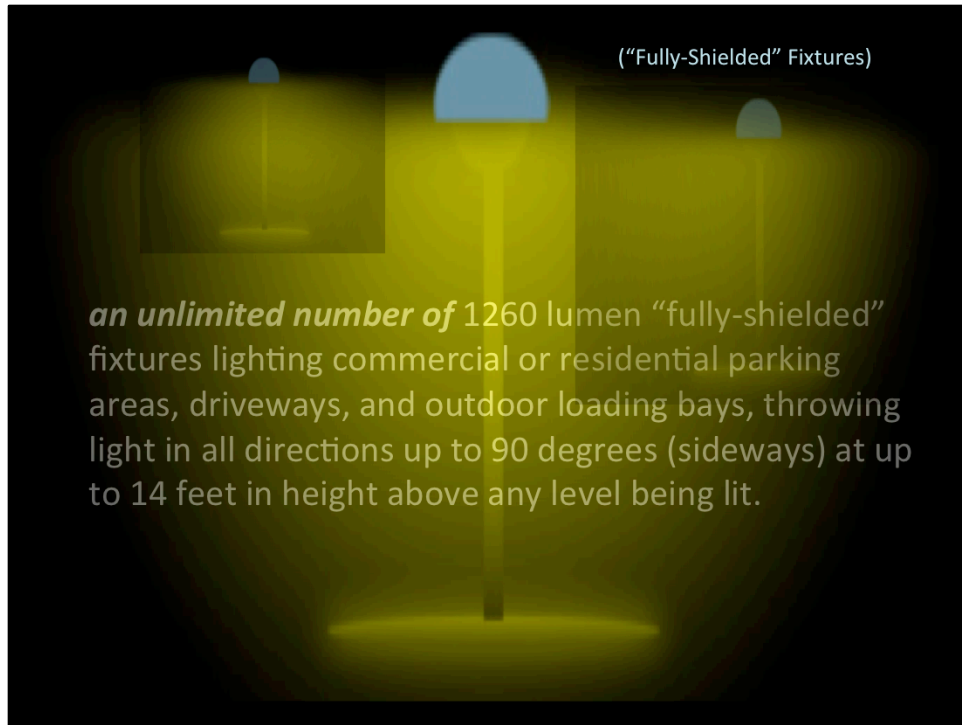 (“Fully-Shielded” Fixtures)
an unlimited number of 1260 lumen “fully-shielded”
fixtures lighting commercial or residential parking
areas, driveways, and outdoor loading bays, throwing
light in all directions up to 90 degrees (sideways) at up
to 14 feet in height above any level being lit.